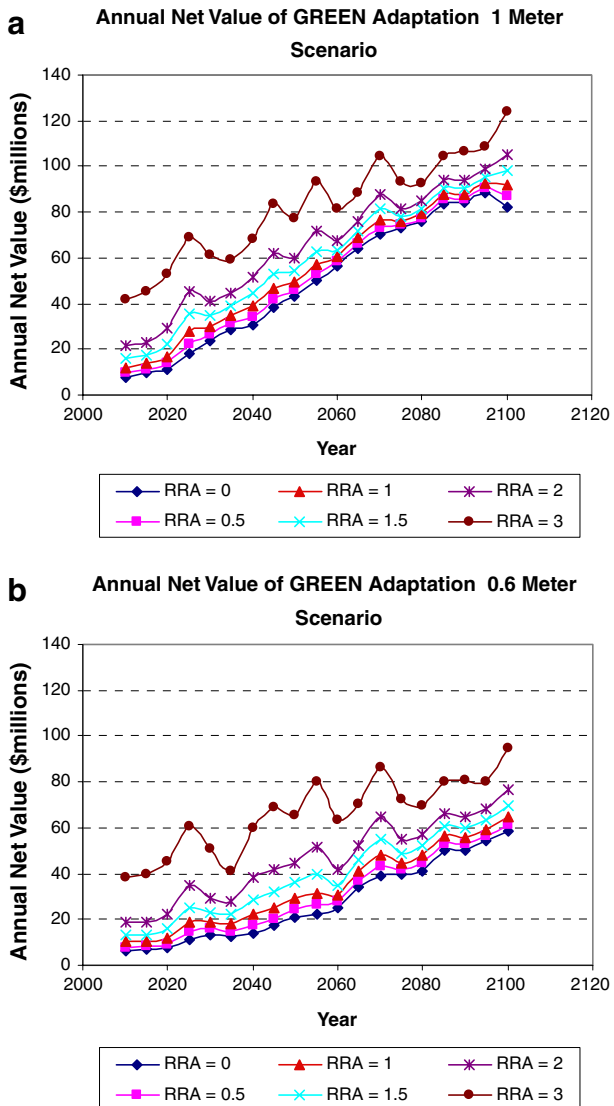 a
Annual Net Value of GREEN Adaptation 1 Meter
Scenario
Annual Net Value ($millions)
140
120
100
80
60
40
20
0
2000 2020 2040 2060 2080 2100 2120
Year
RRA = 0 RRA = 1 RRA = 2
RRA = 0.5 RRA = 1.5 RRA = 3
b
Annual Net Value of GREEN Adaptation 0.6 Meter
Scenario
Annual Net Value ($millions)
140
120
100
80
60
40
20
0
2000 2020 2040 2060 2080 2100 2120
Year
RRA = 0 RRA = 1 RRA = 2
RRA = 0.5 RRA = 1.5 RRA = 3